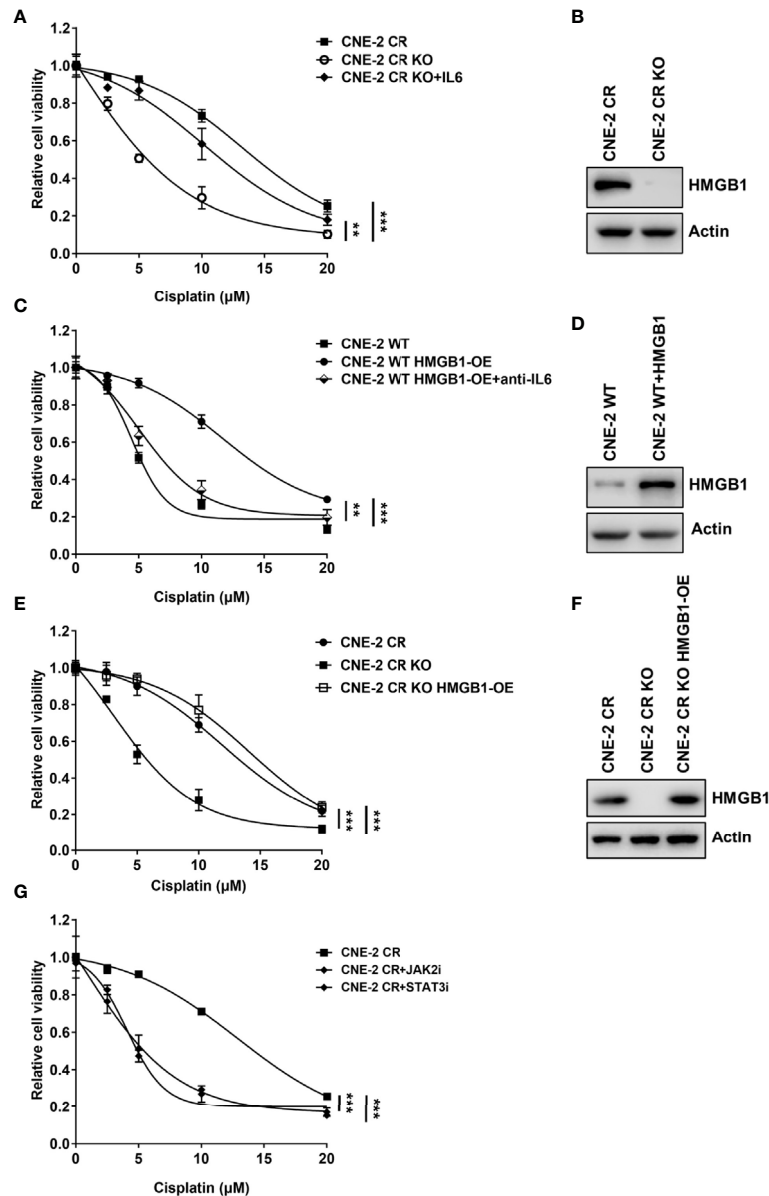 A
Relative cell viability
1.2
1.0
0.8
0.6
0.4
0.2
0.0
0
5
10
15
20
Cisplatin (µM)
CNE-2 CR
CNE-2 CR KO
CNE-2 CR KO+IL6
**
***
B
CNE-2 CR
CNE-2 CR KO
HMGB1
Actin
C
Relative cell viability
1.2
1.0
0.8
0.6
0.4
0.2
0.0
0
5
10
15
20
Cisplatin (µM)
CNE-2 WT
CNE-2 WT HMGB1-OE
CNE-2 WT HMGB1-OE+anti-IL6
**
***
D
CNE-2 WT
CNE-2 WT+HMGB1
HMGB1
Actin
E
Relative cell viability
1.2
1.0
0.8
0.6
0.4
0.2
0.0
0
5
10
15
20
Cisplatin (µM)
CNE-2 CR
CNE-2 CR KO
CNE-2 CR KO HMGB1-OE
***
***
F
CNE-2 CR
CNE-2 CR KO
CNE-2 CR KO HMGB1-OE
HMGB1
Actin
G
Relative cell viability
1.2
1.0
0.8
0.6
0.4
0.2
0.0
0
5
10
15
20
Cisplatin (µM)
CNE-2 CR
CNE-2 CR+JAK2i
CNE-2 CR+STAT3i
***
***